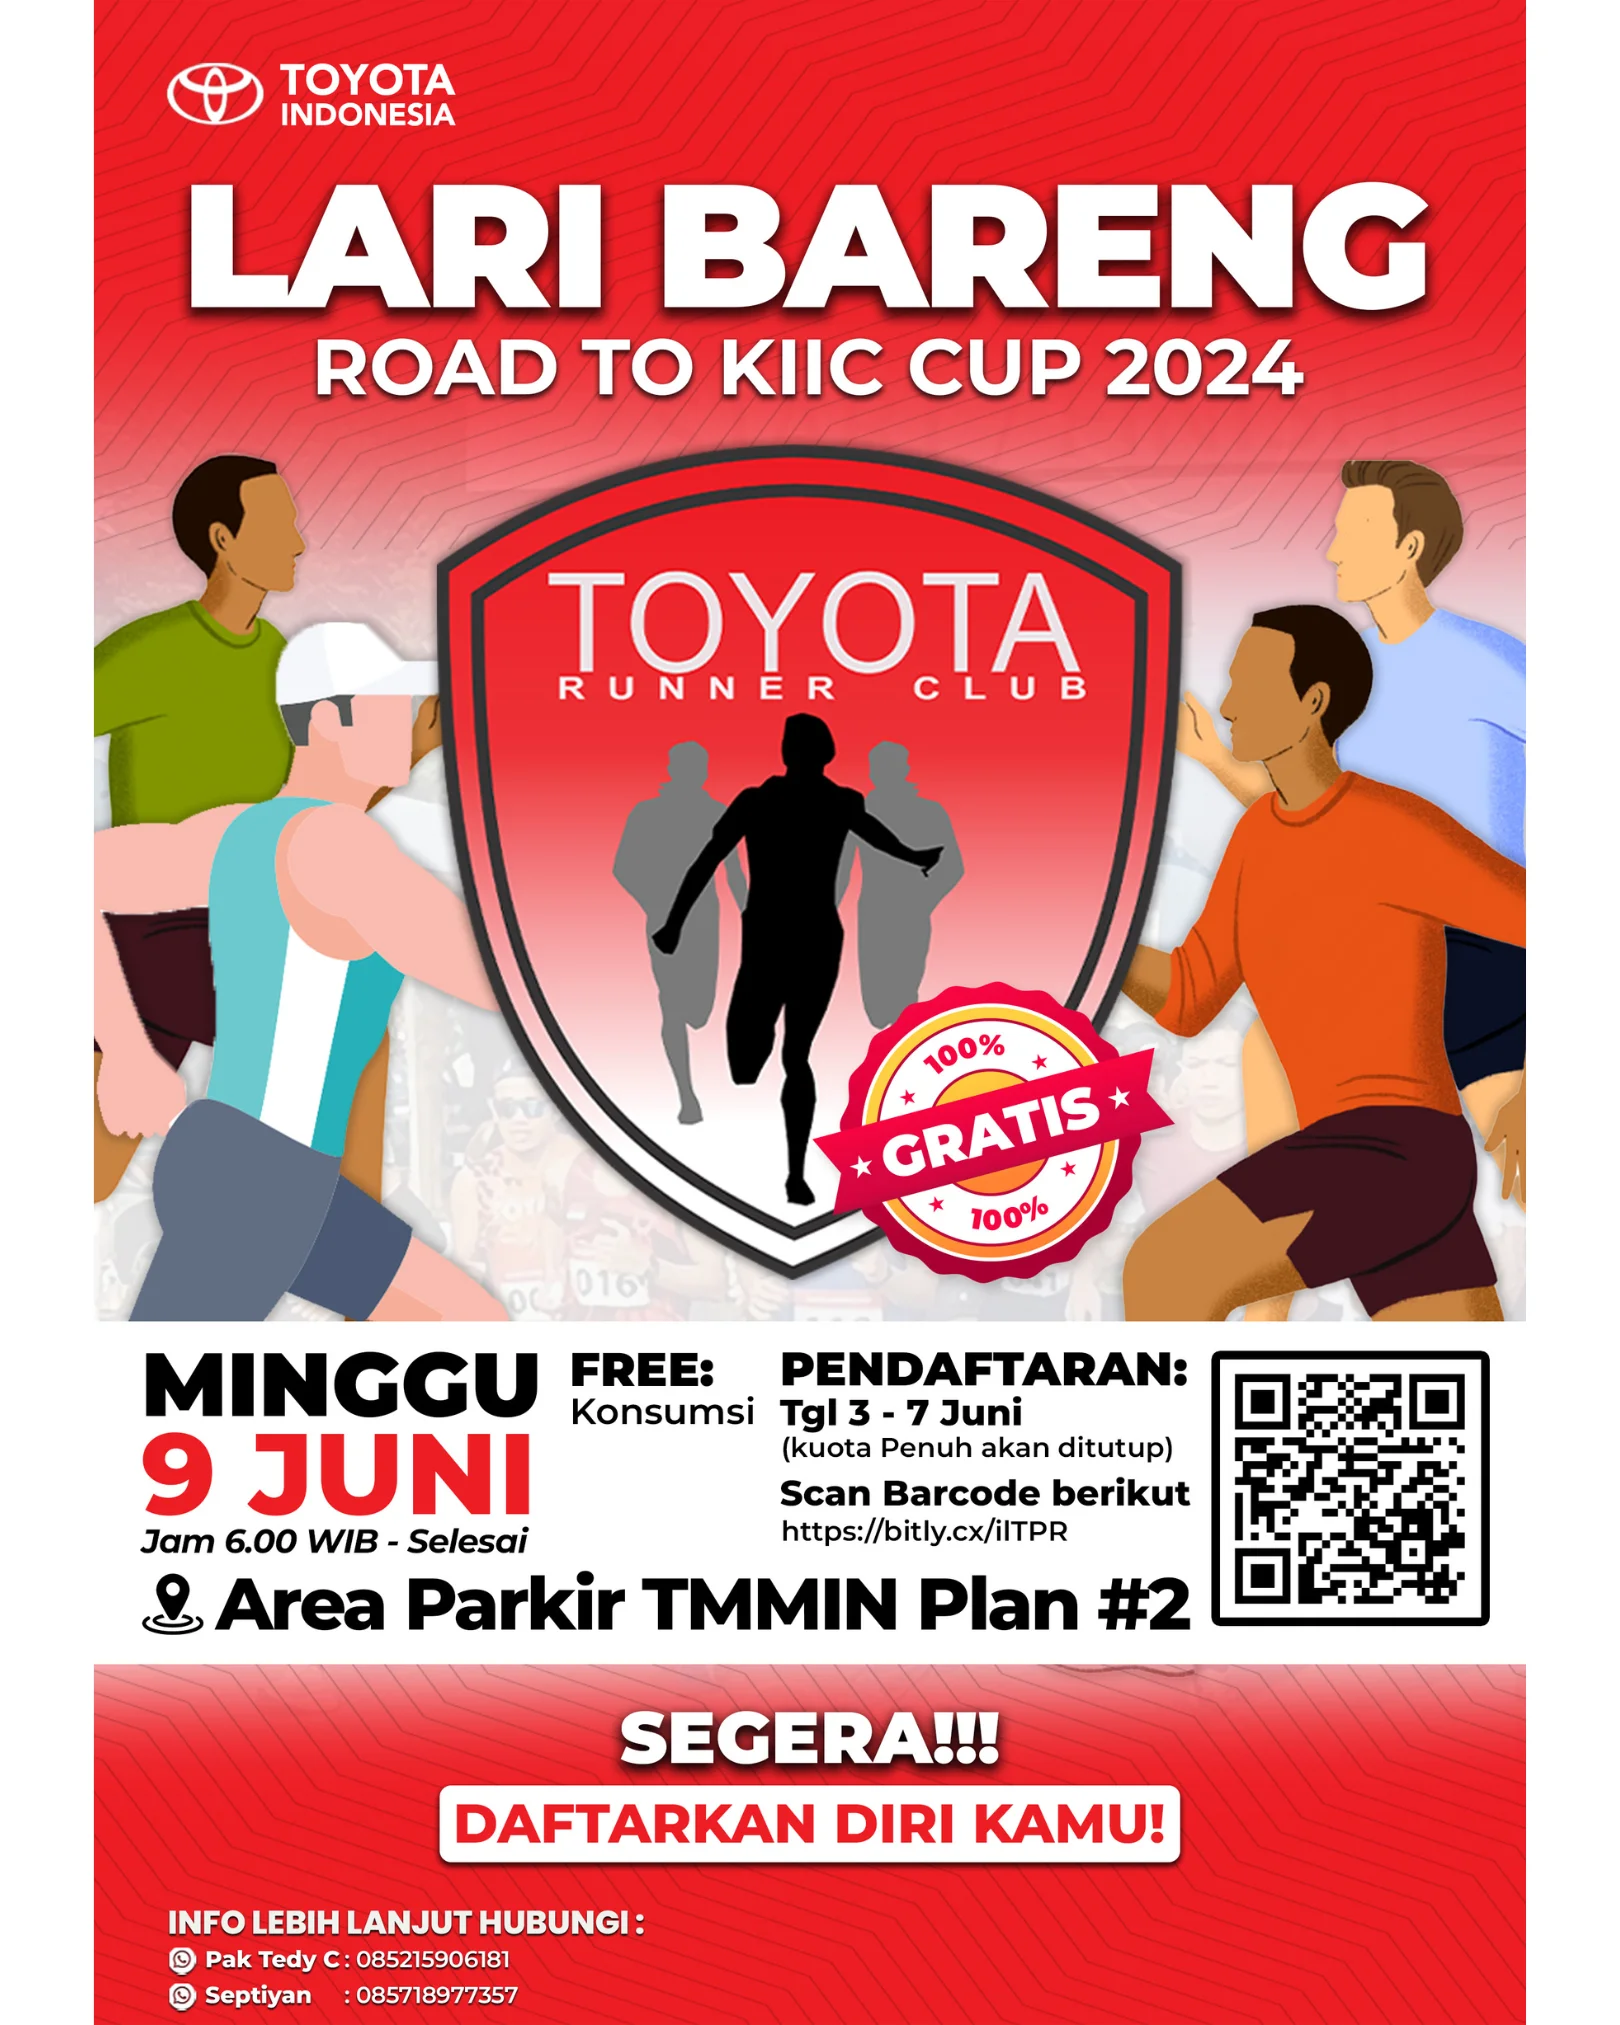 TOYOTA
INDONESIA
LARI BARENG
ROAD TO KIIC CUP 2024
TOYOTA
RUNNER CLUB
100%
GRATIS
100%
016
MINGGU
9 JUNI
Jam 6.00 WIB - Selesai
FREE:
Konsumsi
PENDAFTARAN:
Tgl 3 - 7 Juni
(kuota Penuh akan ditutup)
Scan Barcode berikut
https://bitly.cx/ilTPR
Area Parkir TMMIN Plan #2
SEGERA!!!
DAFTARKAN DIRI KAMU!
INFO LEBIH LANJUT HUBUNGI :
Pak Tedy C : 085215906181
Septiyan : 085718977357